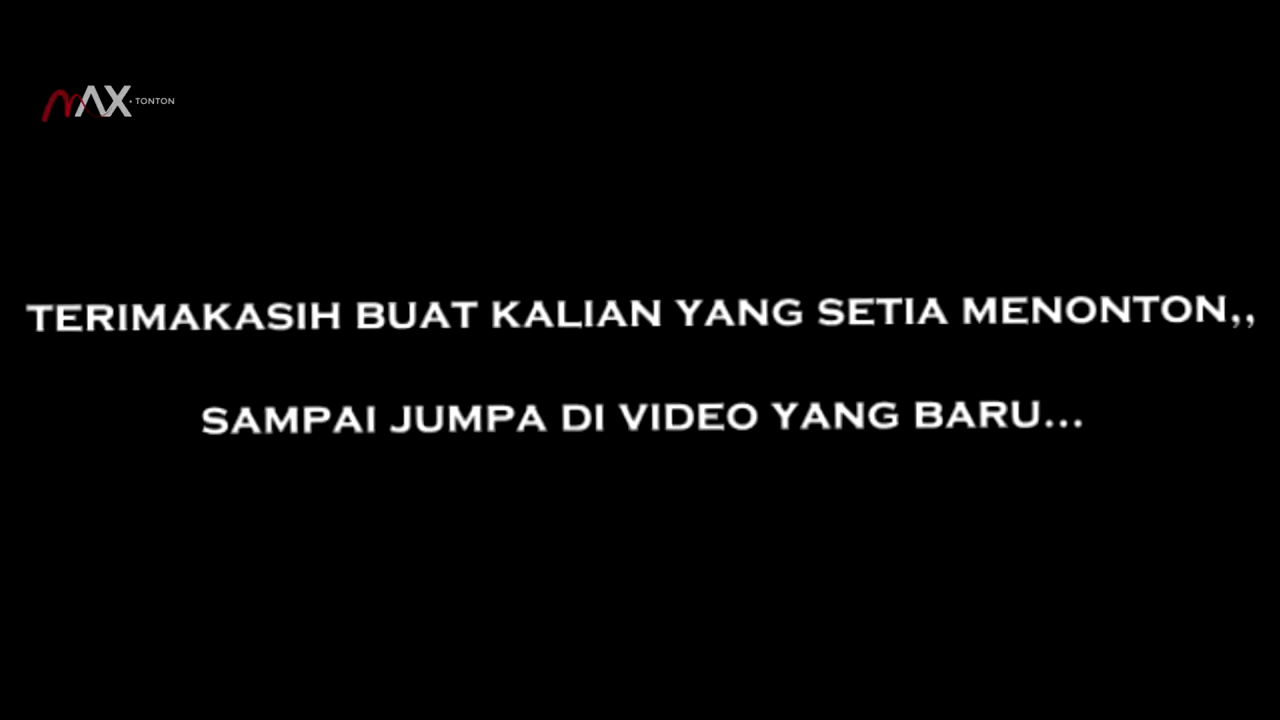 MAX • TONTON
TERIMAKASIH BUAT KALIAN YANG SETIA MENONTON,,
SAMPAI JUMPA DI VIDEO YANG BARU...